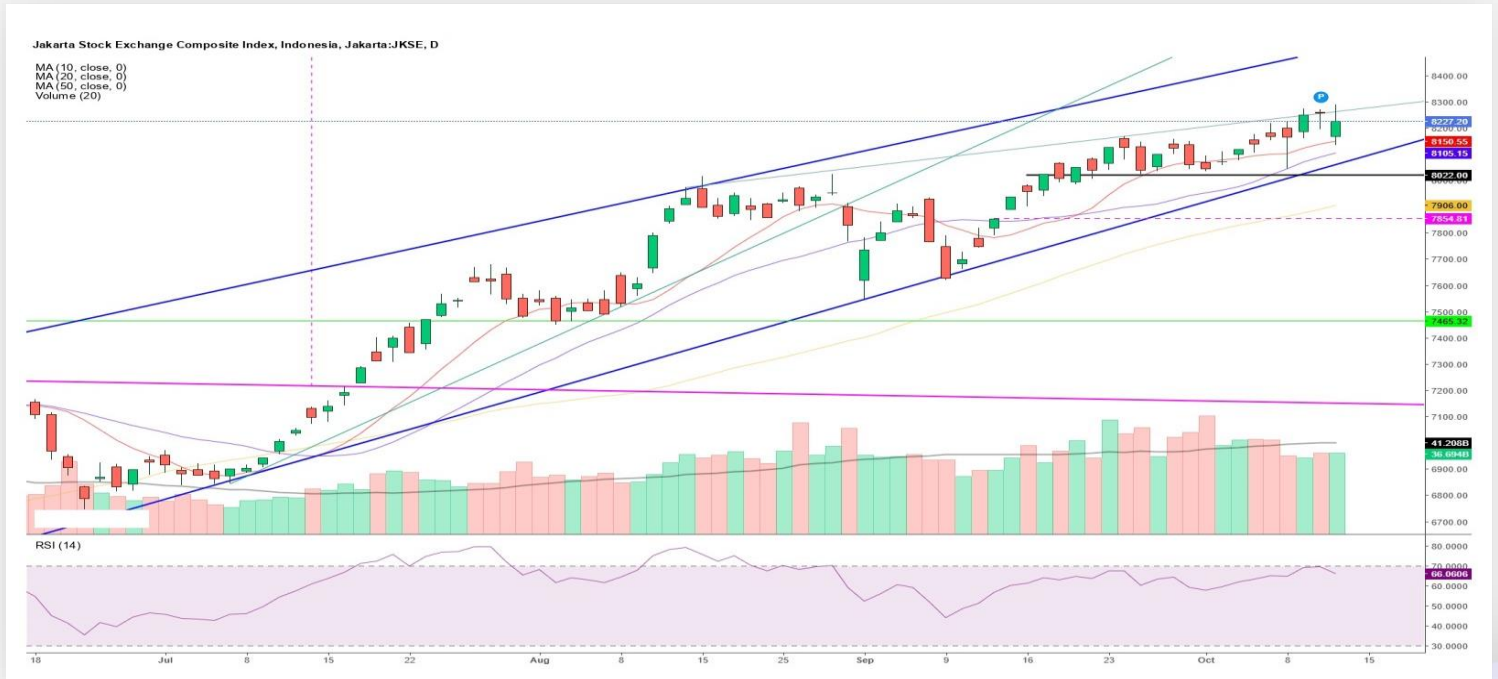 Jakarta Stock Exchange Composite Index, Indonesia, Jakarta:JKSE, D
MA (10, close, 0)
MA (20, close, 0)
MA (50, close, 0)
Volume (20)
P
8400.00
8300.00
8227.20
8200.00
8150.55
8105.15
8022.00
8000.00
7906.00
7854.81
7800.00
7700.00
7600.00
7500.00
7465.32
7400.00
7300.00
7200.00
7100.00
41.208B
36.694B
6900.00
6800.00
6700.00
RSI (14)
80.0000
70.0000
66.0606
60.0000
50.0000
40.0000
30.0000
18 Jul 8 15 22 Aug 8 15 25 Sep 9 16 23 Oct 8 15